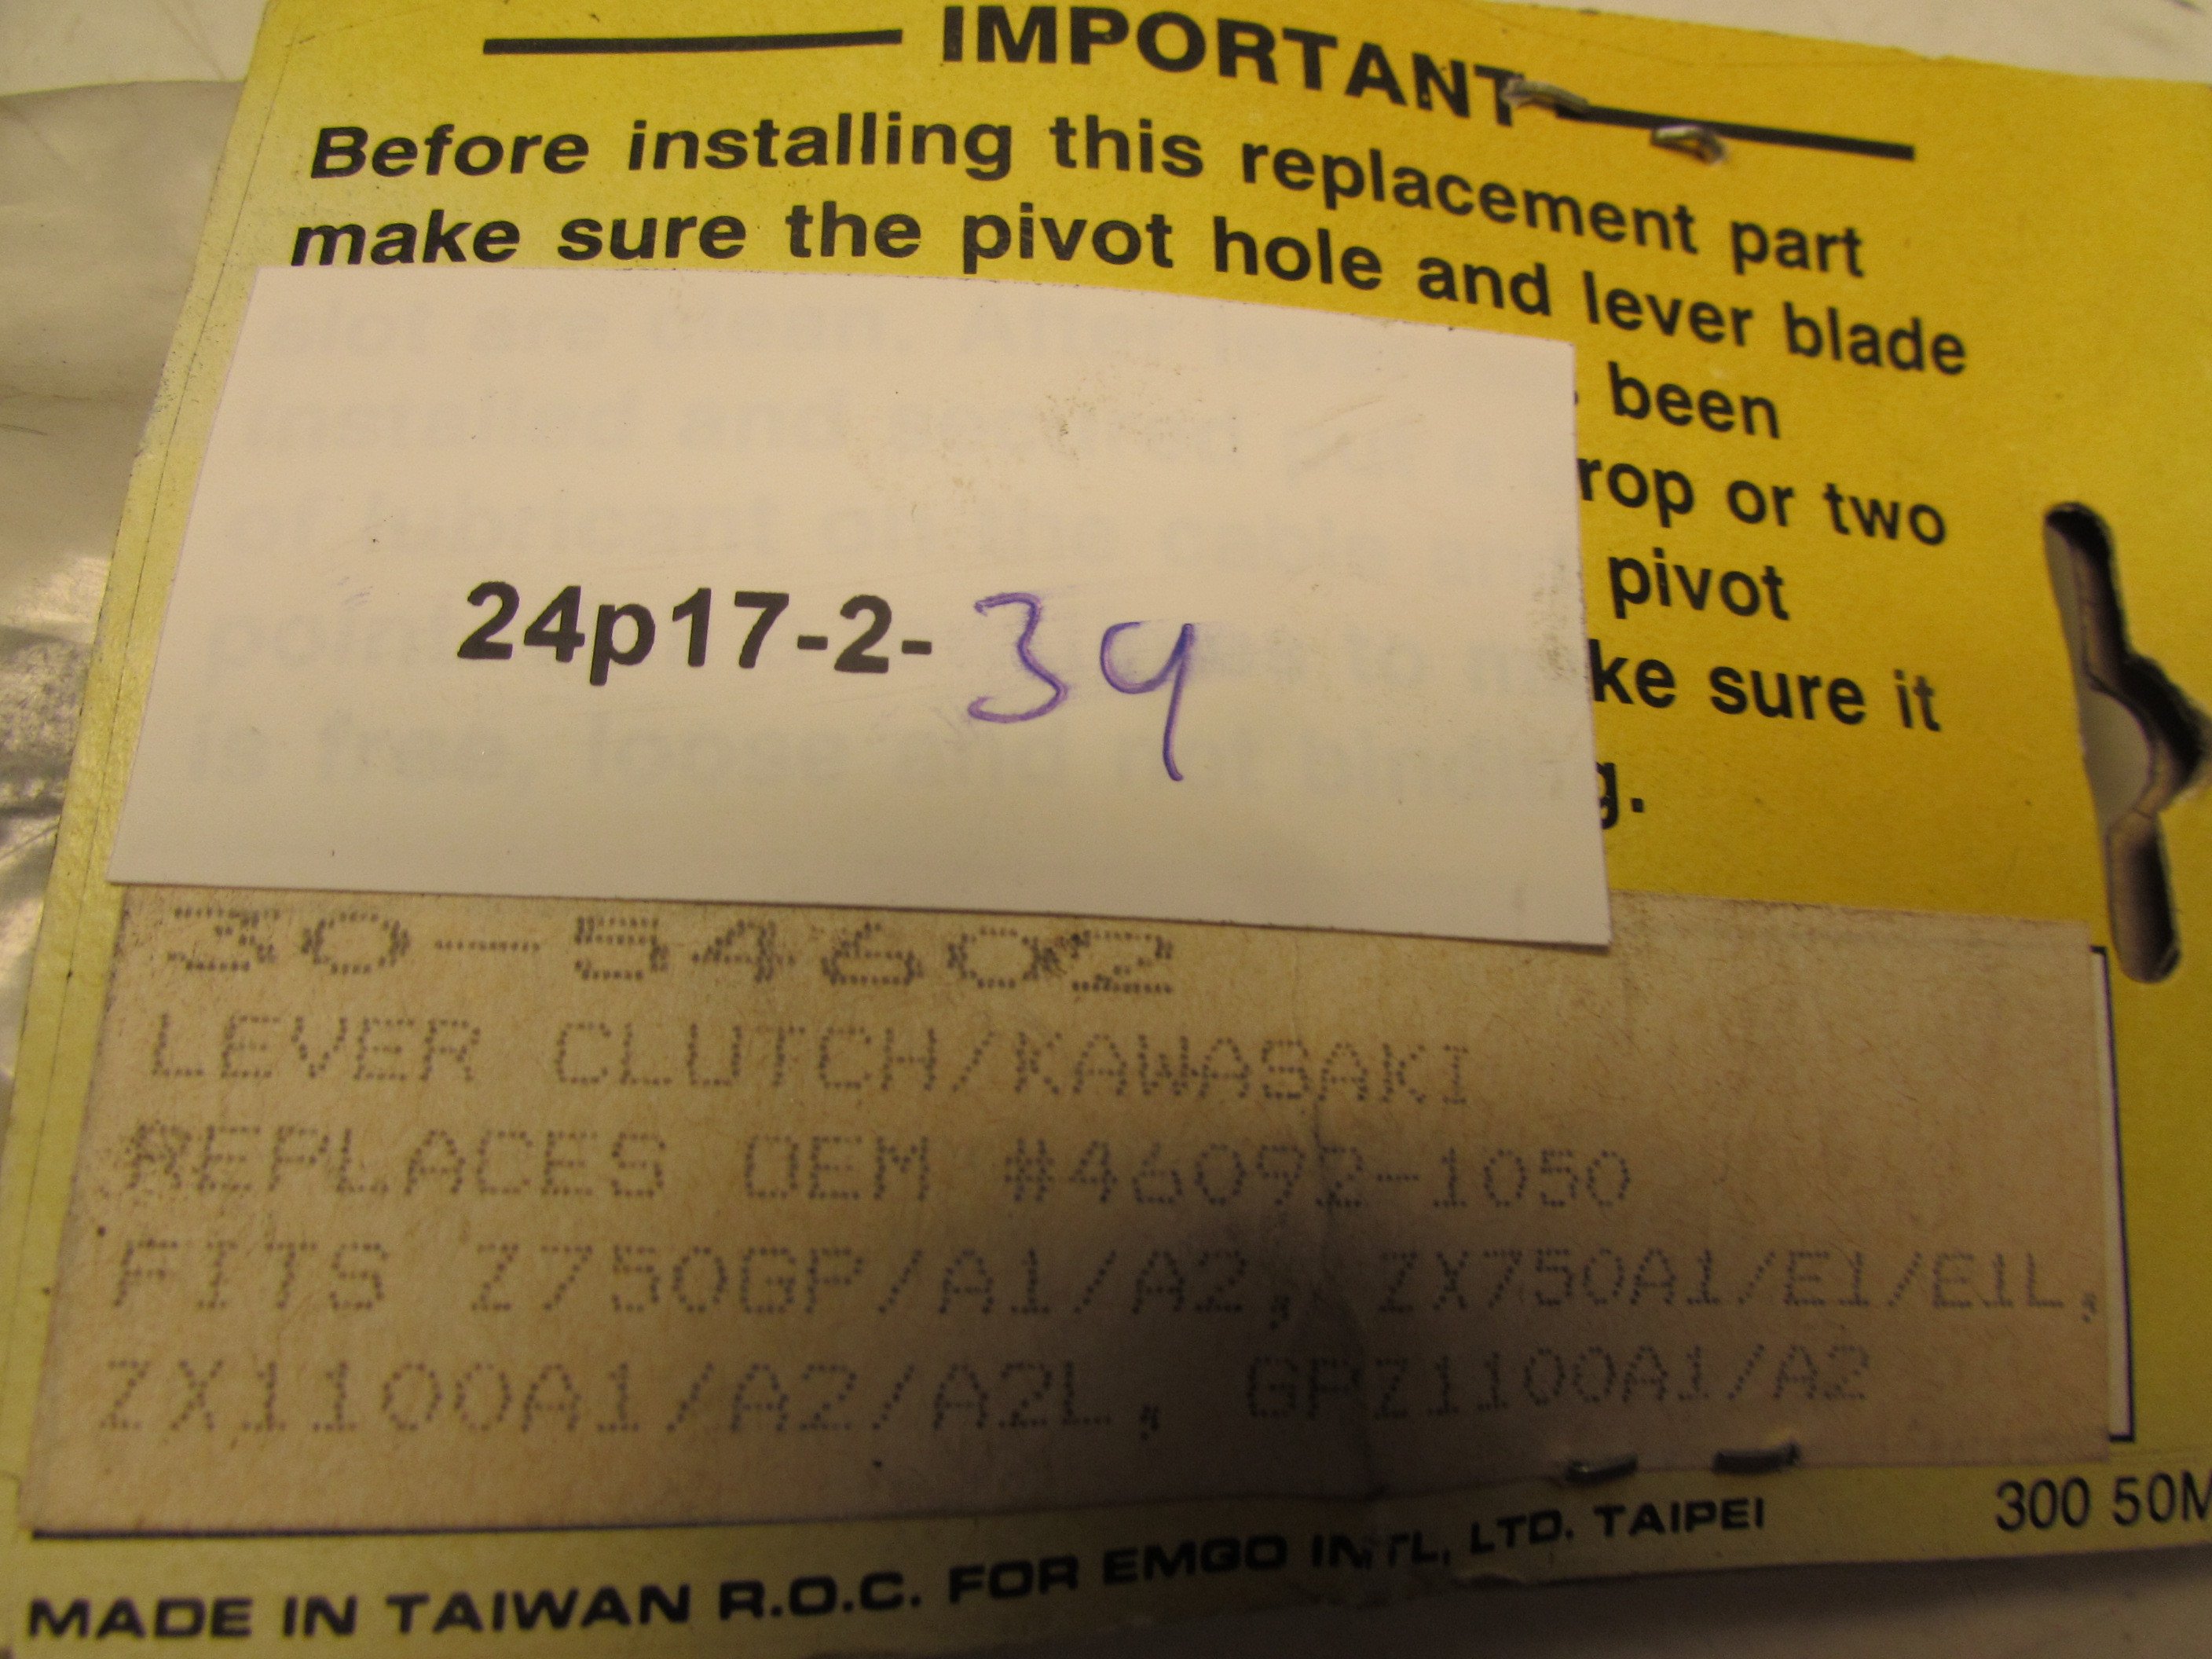 IMPORTANT
Before installing this replacement part
make sure the pivot hole and lever blade
been
rop or two
pivot
ke sure it
g.
24p17-2-39
30-54602
LEVER CLUTCH/KAWASAKI
REPLACES OEM #46092-1050
FITS Z750GP/A1/A2, ZX750A1/E1/E1L,
ZX1100A1/A2/A2L, GPZ1100A1/A2
300 50M
MADE IN TAIWAN R.O.C. FOR EMGO INTL, LTD. TAIPEI